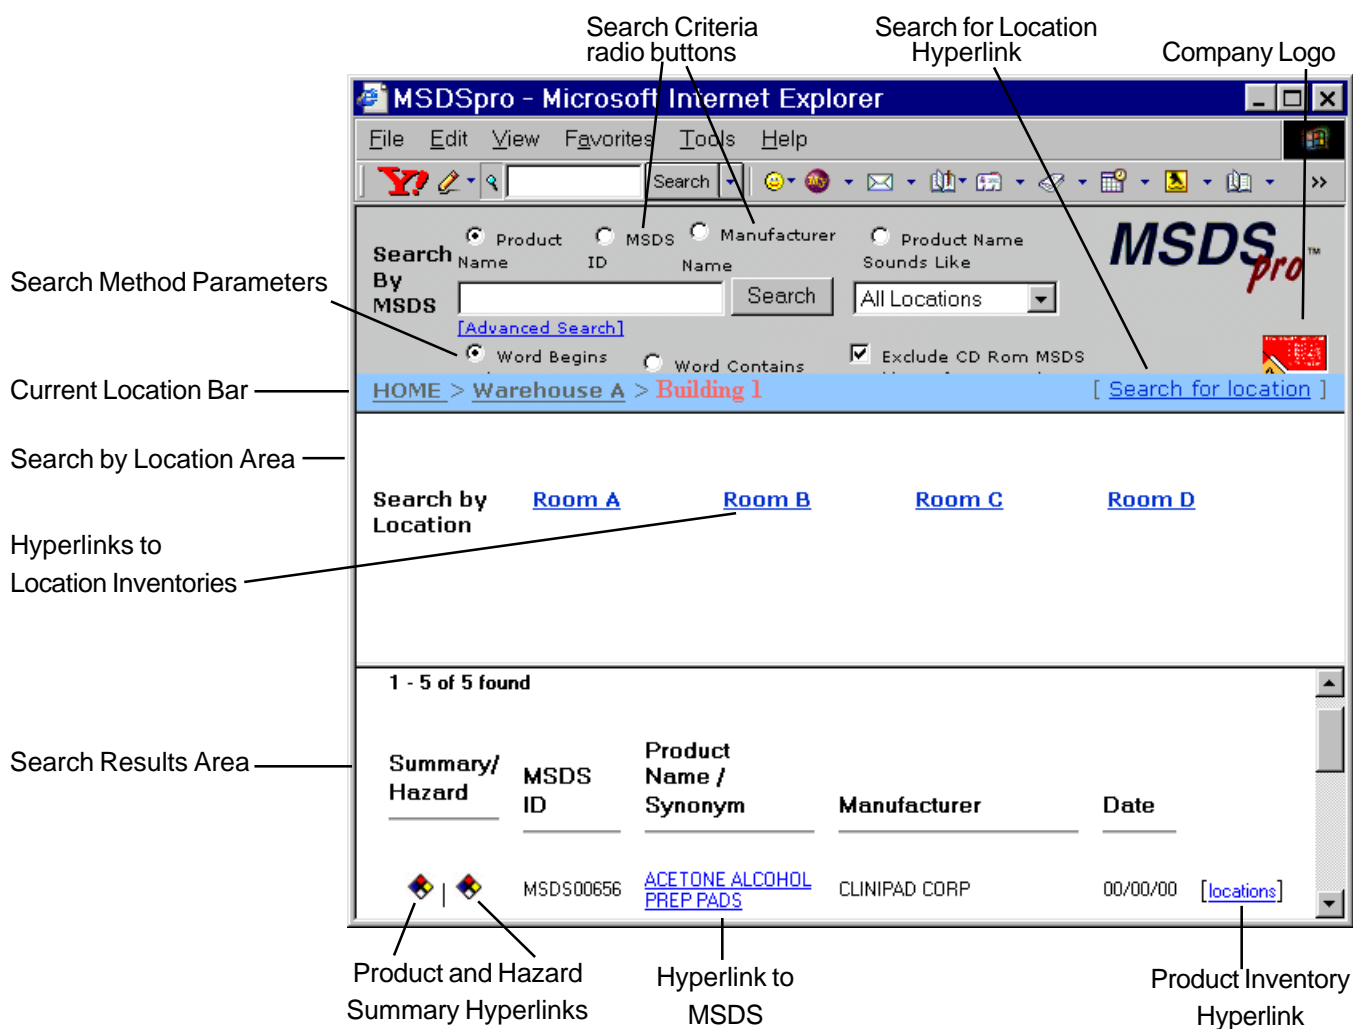 Search Criteria
radio buttons
Search for Location
Hyperlink
Company Logo
MSDSpro - Microsoft Internet Explorer
File Edit View Favorites Tools Help
Y! Search My
Search By MSDS
Product Name
MSDS ID
Manufacturer Name
Product Name Sounds Like
MSDS pro™
Search
All Locations
[Advanced Search]
Word Begins
Word Contains
Exclude CD Rom MSDS
Search Method Parameters
Current Location Bar
HOME > Warehouse A > Building 1
[ Search for location ]
Search by Location Area
Search by
Location
Room A Room B Room C Room D
Hyperlinks to
Location Inventories
1 - 5 of 5 found
Search Results Area
Summary/
Hazard
MSDS
ID
Product
Name /
Synonym
Manufacturer
Date
| MSDS00656
ACETONE ALCOHOL
PREP PADS
CLINIPAD CORP
00/00/00
[locations]
Product and Hazard
Summary Hyperlinks
Hyperlink to
MSDS
Product Inventory
Hyperlink